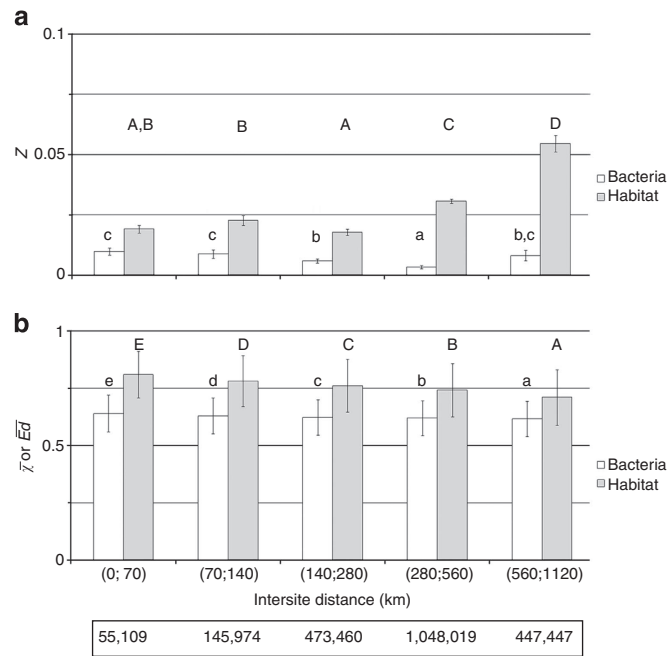 a
0.1
A,B B A C D
Z
0.05
Bacteria
Habitat
c c b a b,c
0
b
1
E D C B A
e d c b a
χ̅ or E̅d̅
0.5
Bacteria
Habitat
0
(0; 70) (70;140) (140;280) (280;560) (560;1120)
Intersite distance (km)
55,109 145,974 473,460 1,048,019 447,447